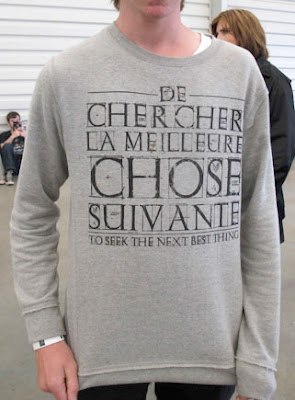 DE
CHERCHER
LA MEILLEURE
CHOSE
SUIVANTE
TO SEEK THE NEXT BEST THING